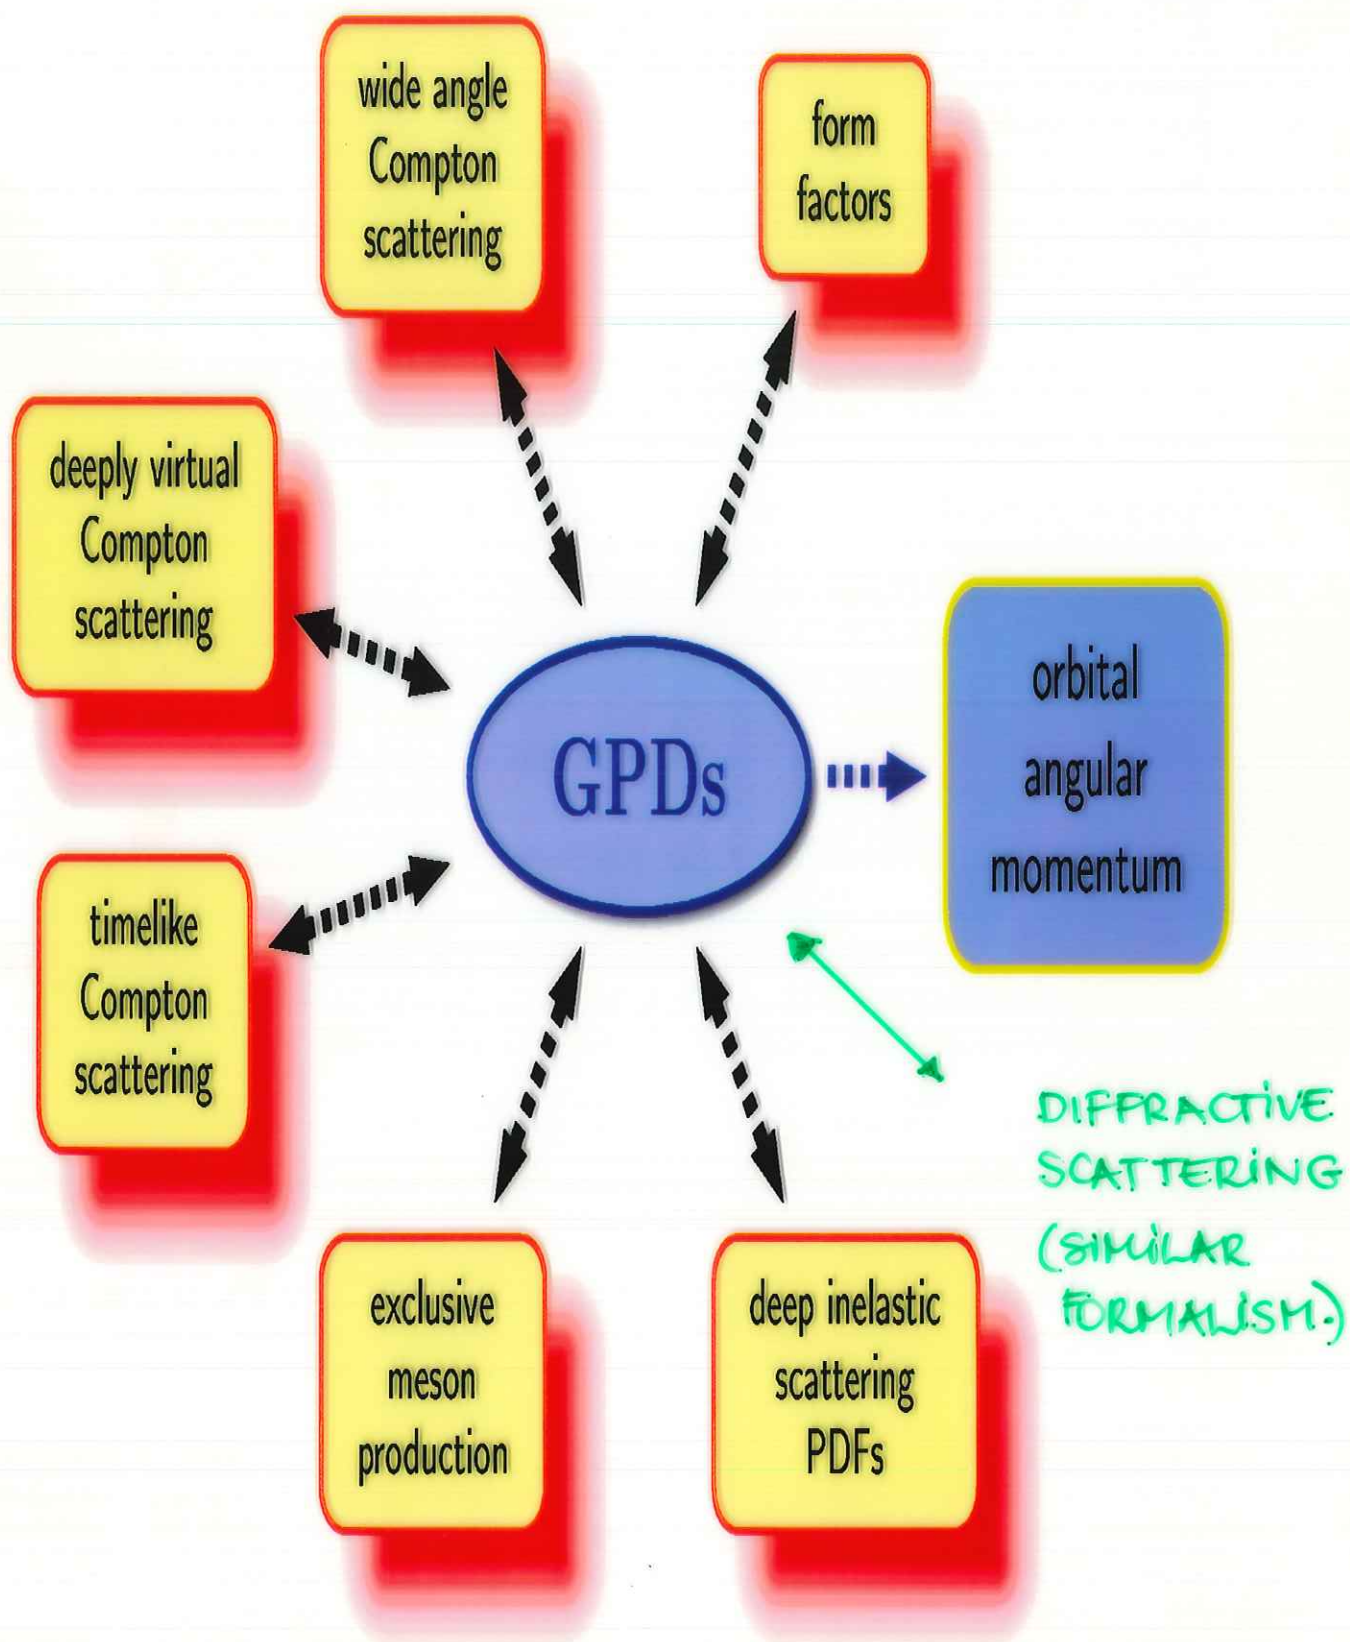 wide angle
Compton
scattering
form
factors
deeply virtual
Compton
scattering
GPDs
orbital
angular
momentum
timelike
Compton
scattering
DIFFRACTIVE
SCATTERING
(SIMILAR
FORMALISM.)
exclusive
meson
production
deep inelastic
scattering
PDFs